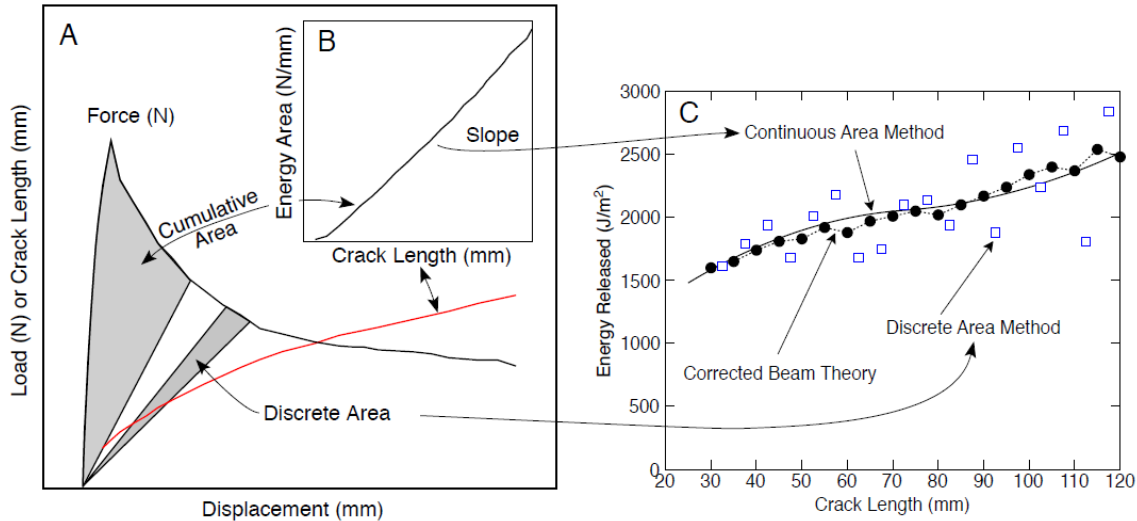 A
Load (N) or Crack Length (mm)
Displacement (mm)
Force (N)
Cumulative
Area
Discrete Area
B
Energy Area (N/mm)
Slope
Crack Length (mm)
C
Energy Released (J/m²)
3000
2500
2000
1500
1000
500
0
Continuous Area Method
Discrete Area Method
Corrected Beam Theory
20 30 40 50 60 70 80 90 100 110 120
Crack Length (mm)